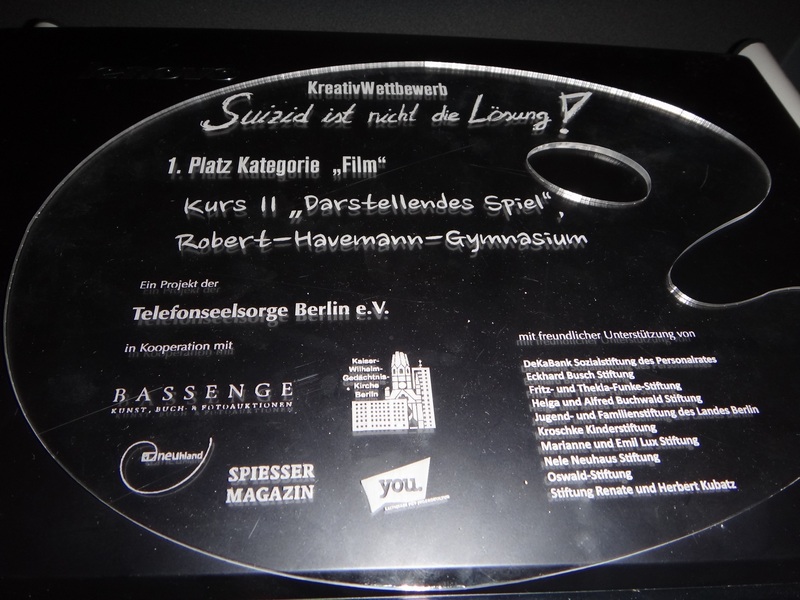 KreativWettbewerb
Suizid ist nicht die Lösung!
1. Platz Kategorie „Film“
Kurs II „Darstellendes Spiel“,
Robert-Havemann-Gymnasium
Ein Projekt der
Telefonseelsorge Berlin e.V.
in Kooperation mit
BASSENGE
KUNST, BUCH- & FOTOAUKTIONEN
Kaiser-
Wilhelm-
Gedächtnis-
Kirche
Berlin
neuhland
SPIESSER
MAGAZIN
you.
mit freundlicher Unterstützung von
DeKaBank Sozialstiftung des Personalrates
Eckhard Busch Stiftung
Fritz- und Thekla-Funke-Stiftung
Helga und Alfred Buchwald Stiftung
Jugend- und Familienstiftung des Landes Berlin
Kroschke Kinderstiftung
Marianne und Emil Lux Stiftung
Nele Neuhaus Stiftung
Oswald-Stiftung
Stiftung Renate und Herbert Kubatz